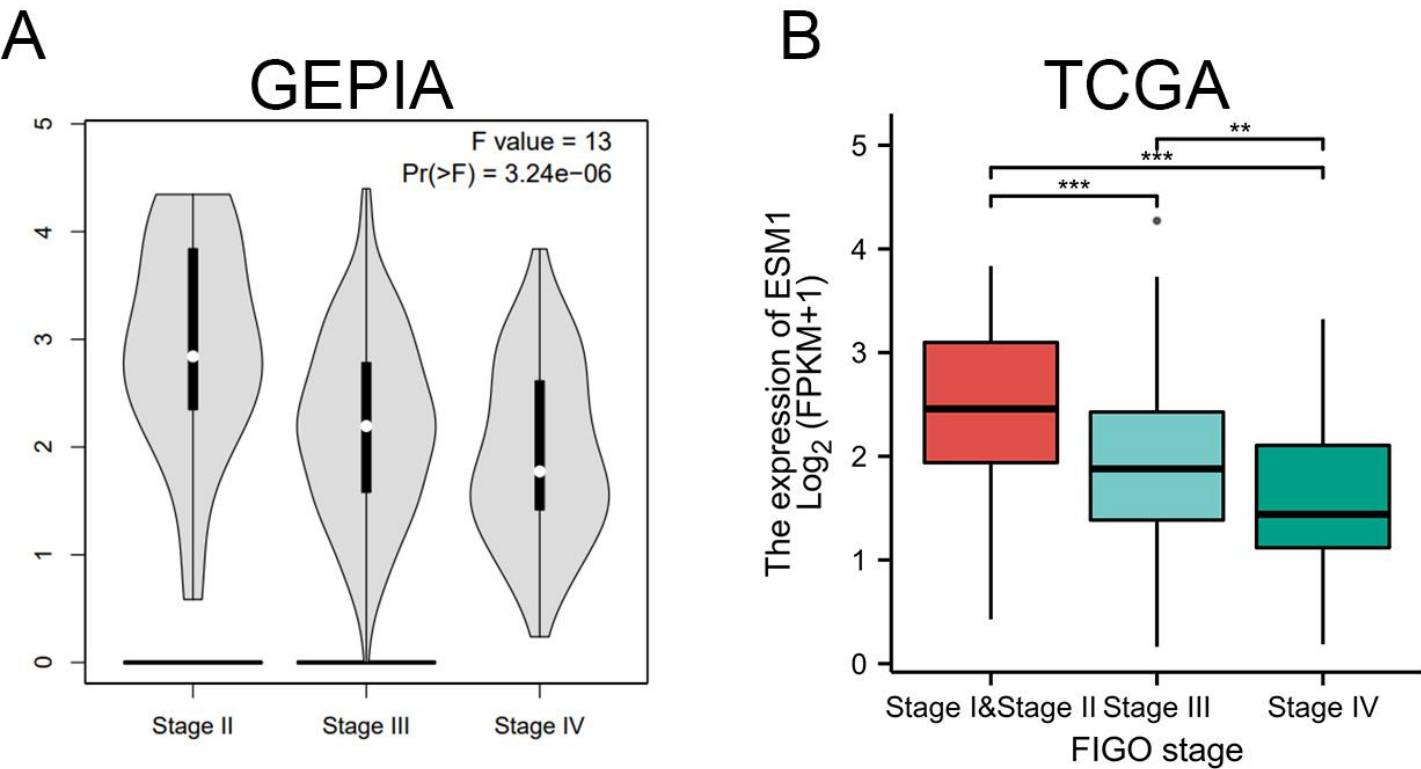 A
GEPIA
F value = 13
Pr(>F) = 3.24e−06
5
4
3
2
1
0
Stage II
Stage III
Stage IV
B
TCGA
The expression of ESM1
Log2 (FPKM+1)
5
4
3
2
1
0
**
***
***
Stage I&Stage II
Stage III
Stage IV
FIGO stage